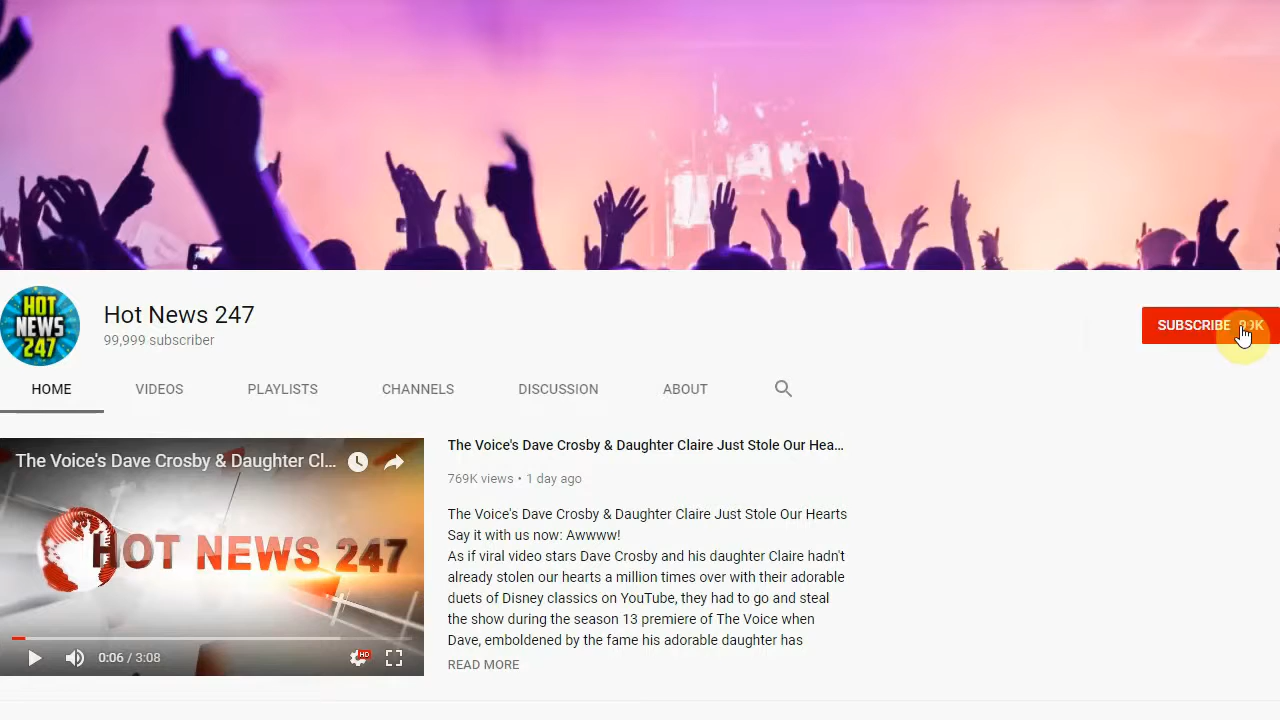 HOT
NEWS
247
Hot News 247
99,999 subscriber
SUBSCRIBE
HOME
VIDEOS
PLAYLISTS
CHANNELS
DISCUSSION
ABOUT
The Voice's Dave Crosby & Daughter Cl...
HOT NEWS 247
0:06 / 3:08
HD
The Voice's Dave Crosby & Daughter Claire Just Stole Our Hea...
769K views • 1 day ago
The Voice's Dave Crosby & Daughter Claire Just Stole Our Hearts
Say it with us now: Awwww!
As if viral video stars Dave Crosby and his daughter Claire hadn't
already stolen our hearts a million times over with their adorable
duets of Disney classics on YouTube, they had to go and steal
the show during the season 13 premiere of The Voice when
Dave, emboldened by the fame his adorable daughter has
READ MORE